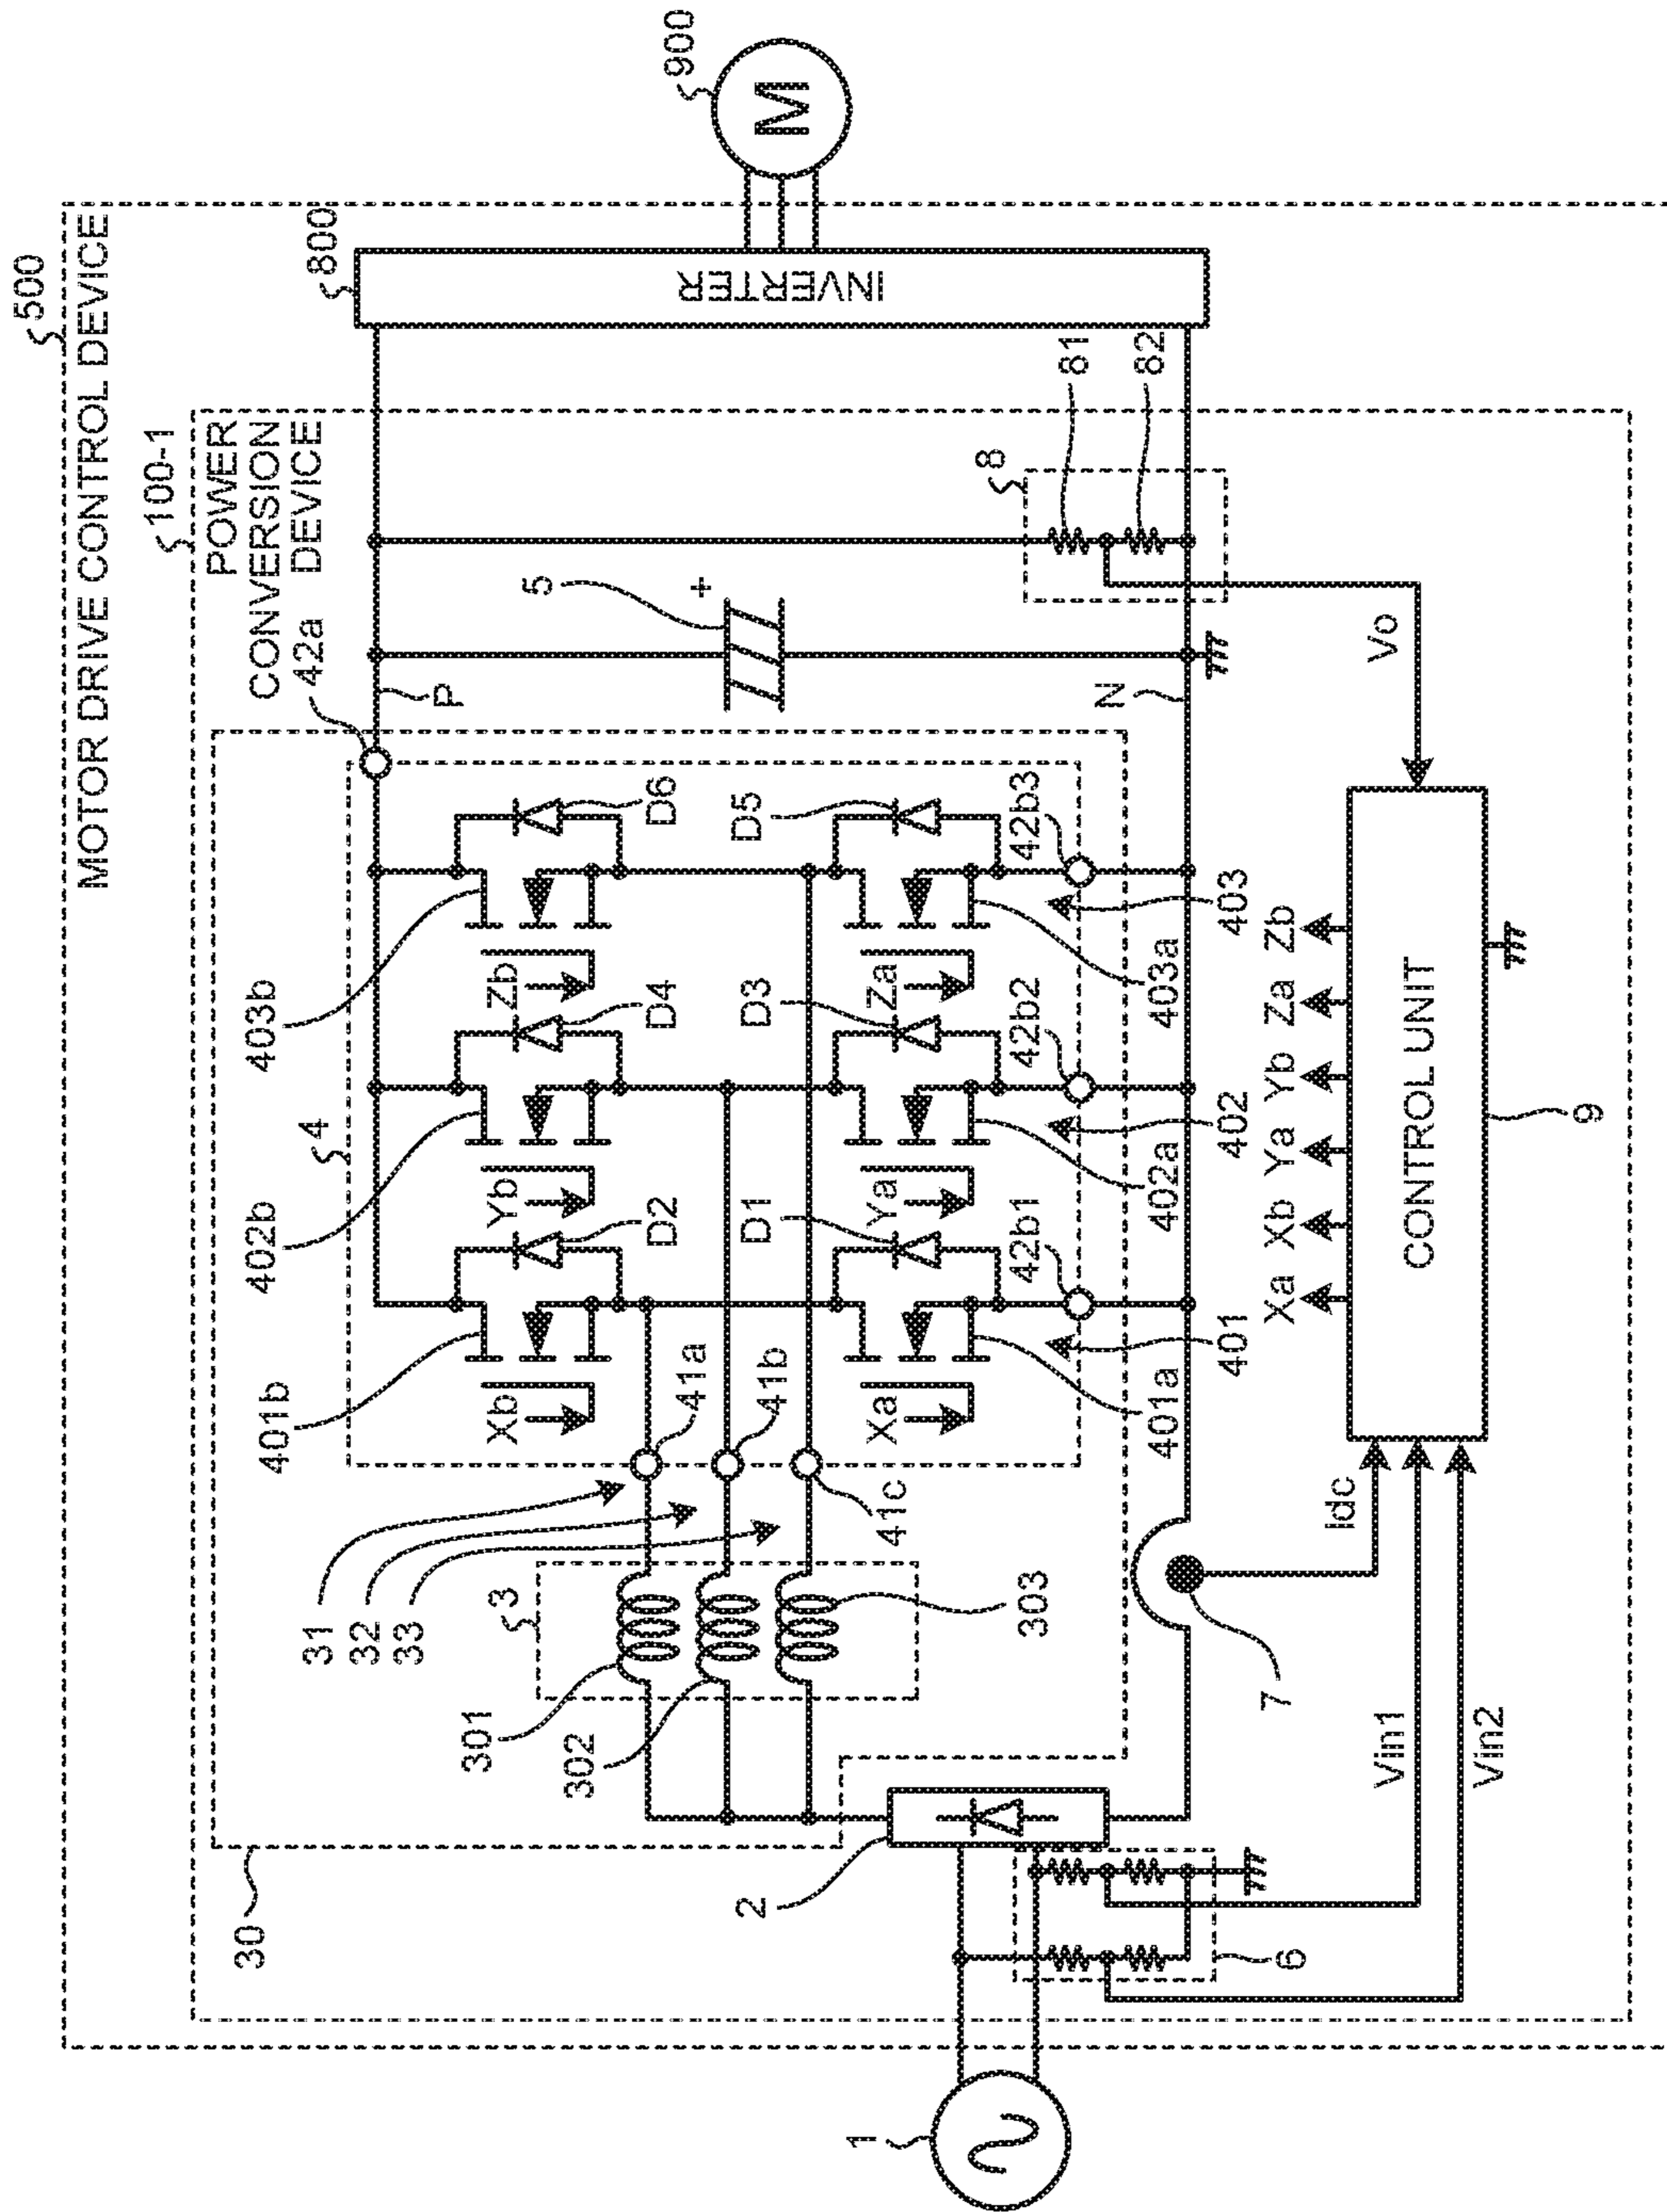 500
MOTOR DRIVE CONTROL DEVICE
100-1
POWER
CONVERSION
DEVICE
42a
30
4
401b
402b
403b
5
+
P
800
INVERTER
900
M
Xb
Yb
Zb
D2
D4
D6
31
32
33
3
301
302
303
41a
41b
41c
D1
D3
D5
Xa
Ya
Za
42b1
42b2
42b3
401a
401
402a
402
403a
403
N
8
81
82
1
2
6
7
Idc
Vin1
Vin2
Vo
Xa
Xb
Ya
Yb
Za
Zb
CONTROL UNIT
9